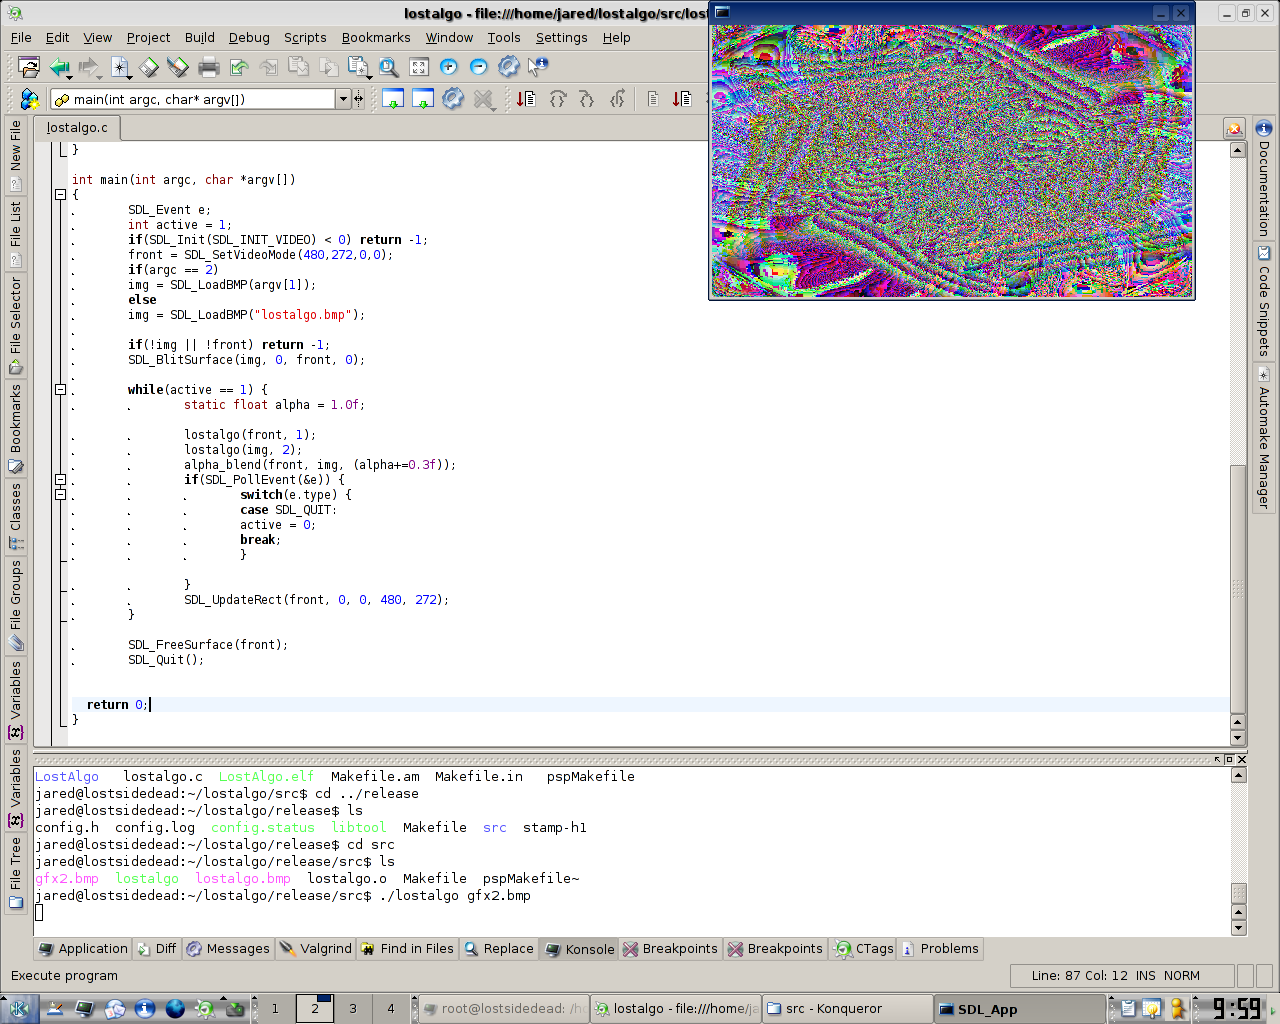 lostalgo - file:///home/jared/lostalgo/src/lost
File Edit View Project Build Debug Scripts Bookmarks Window Tools Settings Help
main(int argc, char* argv[])
lostalgo.c
}
int main(int argc, char *argv[])
{
SDL_Event e;
int active = 1;
if(SDL_Init(SDL_INIT_VIDEO) < 0) return -1;
front = SDL_SetVideoMode(480,272,0,0);
if(argc == 2)
img = SDL_LoadBMP(argv[1]);
else
img = SDL_LoadBMP("lostalgo.bmp");
if(!img || !front) return -1;
SDL_BlitSurface(img, 0, front, 0);
while(active == 1) {
static float alpha = 1.0f;
lostalgo(front, 1);
lostalgo(img, 2);
alpha_blend(front, img, (alpha+=0.3f));
if(SDL_PollEvent(&e)) {
switch(e.type) {
case SDL_QUIT:
active = 0;
break;
}
}
SDL_UpdateRect(front, 0, 0, 480, 272);
}
SDL_FreeSurface(front);
SDL_Quit();
return 0;
}
New File
File List
File Selector
Bookmarks
Classes
File Groups
Variables
Variables
File Tree
Documentation
Code Snippets
Automake Manager
LostAlgo lostalgo.c LostAlgo.elf Makefile.am Makefile.in pspMakefile
jared@lostsidedead:~/lostalgo/src$ cd ../release
jared@lostsidedead:~/lostalgo/release$ ls
config.h config.log config.status libtool Makefile src stamp-h1
jared@lostsidedead:~/lostalgo/release$ cd src
jared@lostsidedead:~/lostalgo/release/src$ ls
gfx2.bmp lostalgo lostalgo.bmp lostalgo.o Makefile pspMakefile~
jared@lostsidedead:~/lostalgo/release/src$ ./lostalgo gfx2.bmp
Application Diff Messages Valgrind Find in Files Replace Konsole Breakpoints Breakpoints CTags Problems
Execute program
Line: 87 Col: 12 INS NORM
1 2 3 4 root@lostsidedead: /h lostalgo - file:///home/ja src - Konqueror SDL_App 9:59